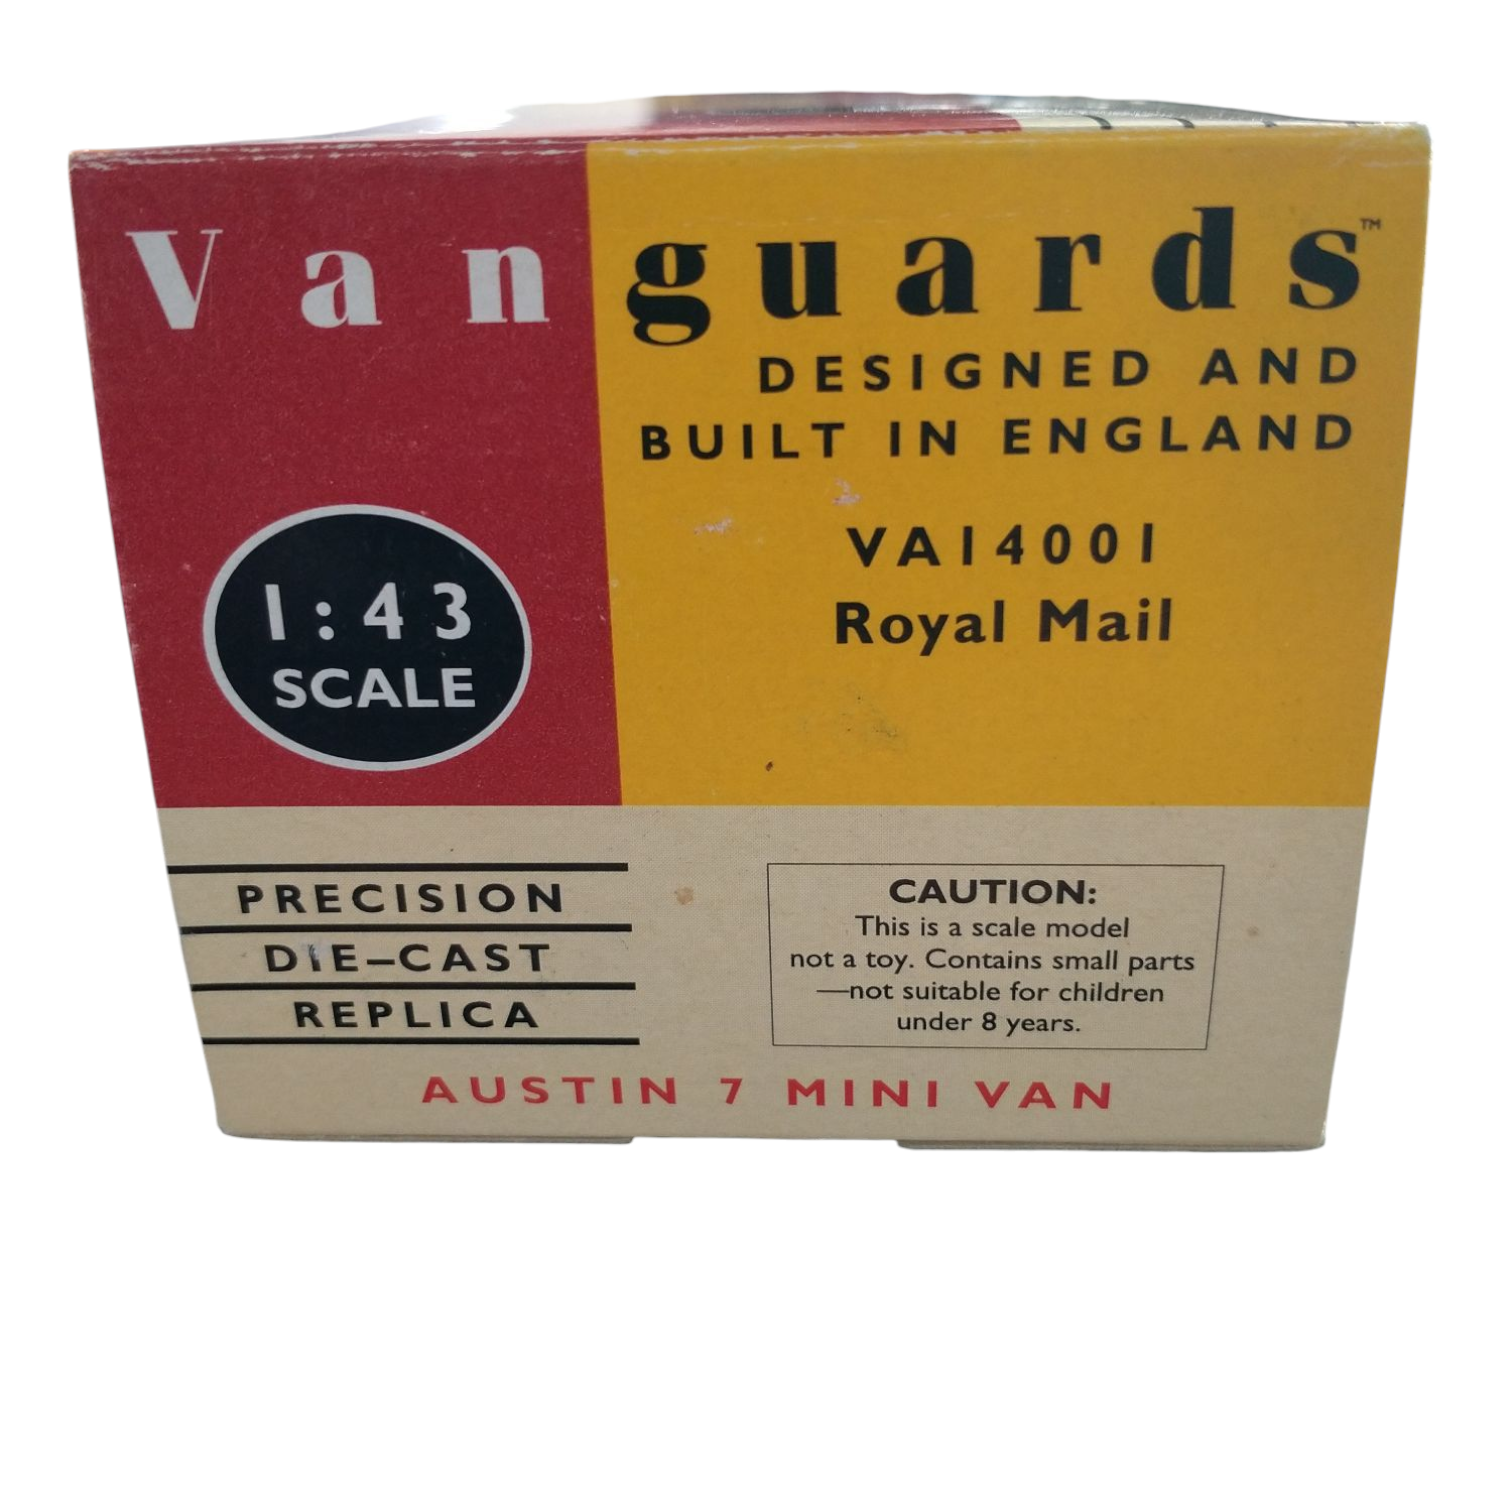 Vanguards™
DESIGNED AND
BUILT IN ENGLAND
VA14001
Royal Mail
1:43
SCALE
PRECISION
DIE–CAST
REPLICA
CAUTION:
This is a scale model
not a toy. Contains small parts
—not suitable for children
under 8 years.
AUSTIN 7 MINI VAN